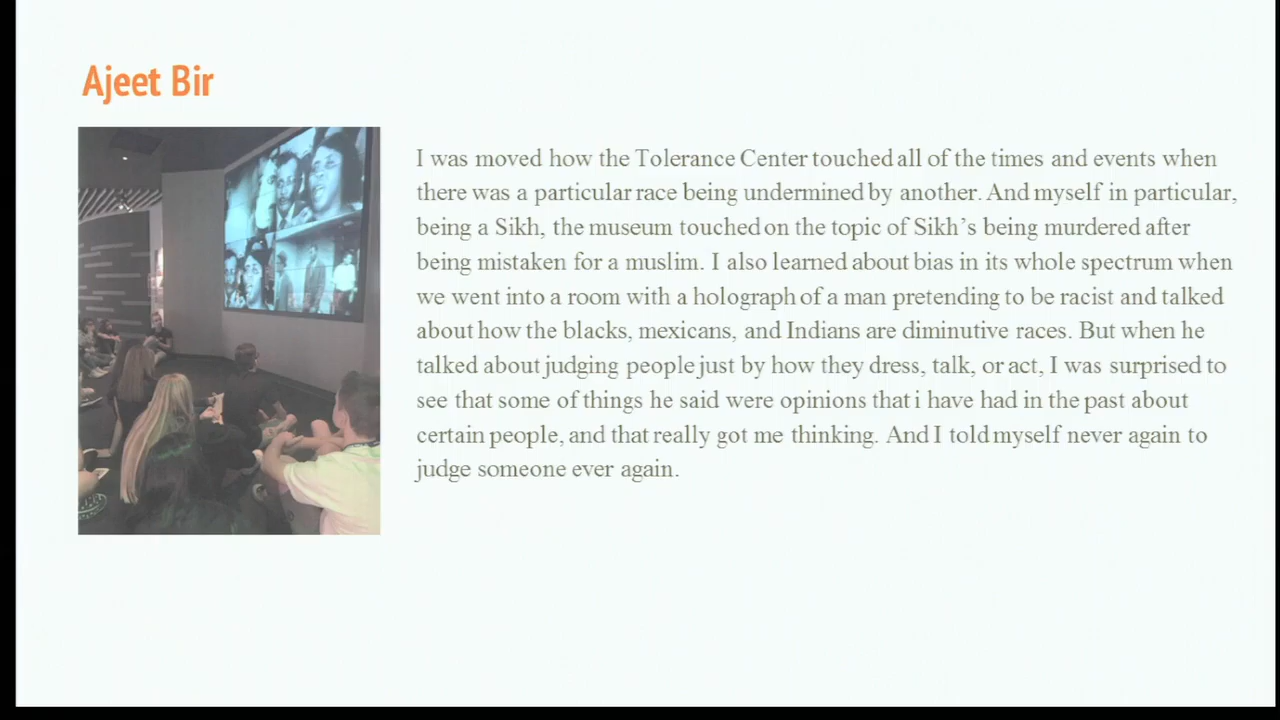 Ajeet Bir
I was moved how the Tolerance Center touched all of the times and events when
there was a particular race being undermined by another. And myself in particular,
being a Sikh, the museum touched on the topic of Sikh’s being murdered after
being mistaken for a muslim. I also learned about bias in its whole spectrum when
we went into a room with a holograph of a man pretending to be racist and talked
about how the blacks, mexicans, and Indians are diminutive races. But when he
talked about judging people just by how they dress, talk, or act, I was surprised to
see that some of things he said were opinions that i have had in the past about
certain people, and that really got me thinking. And I told myself never again to
judge someone ever again.